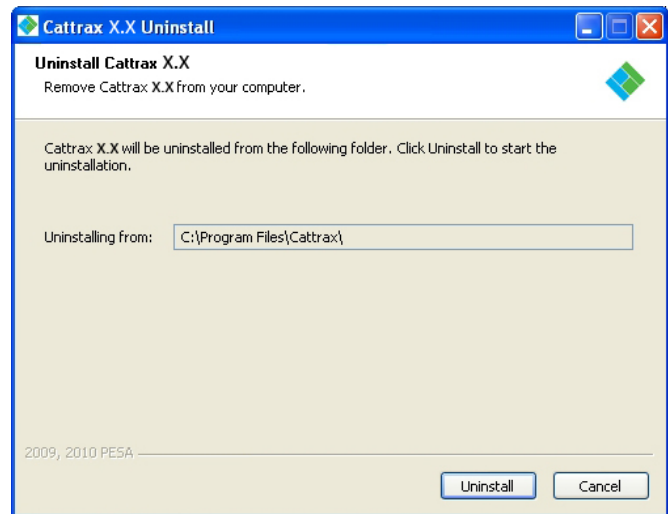 Cattrax X.X Uninstall
Uninstall Cattrax X.X
Remove Cattrax X.X from your computer.
Cattrax X.X will be uninstalled from the following folder. Click Uninstall to start the
uninstallation.
Uninstalling from: C:\Program Files\Cattrax\
2009, 2010 PESA
Uninstall Cancel